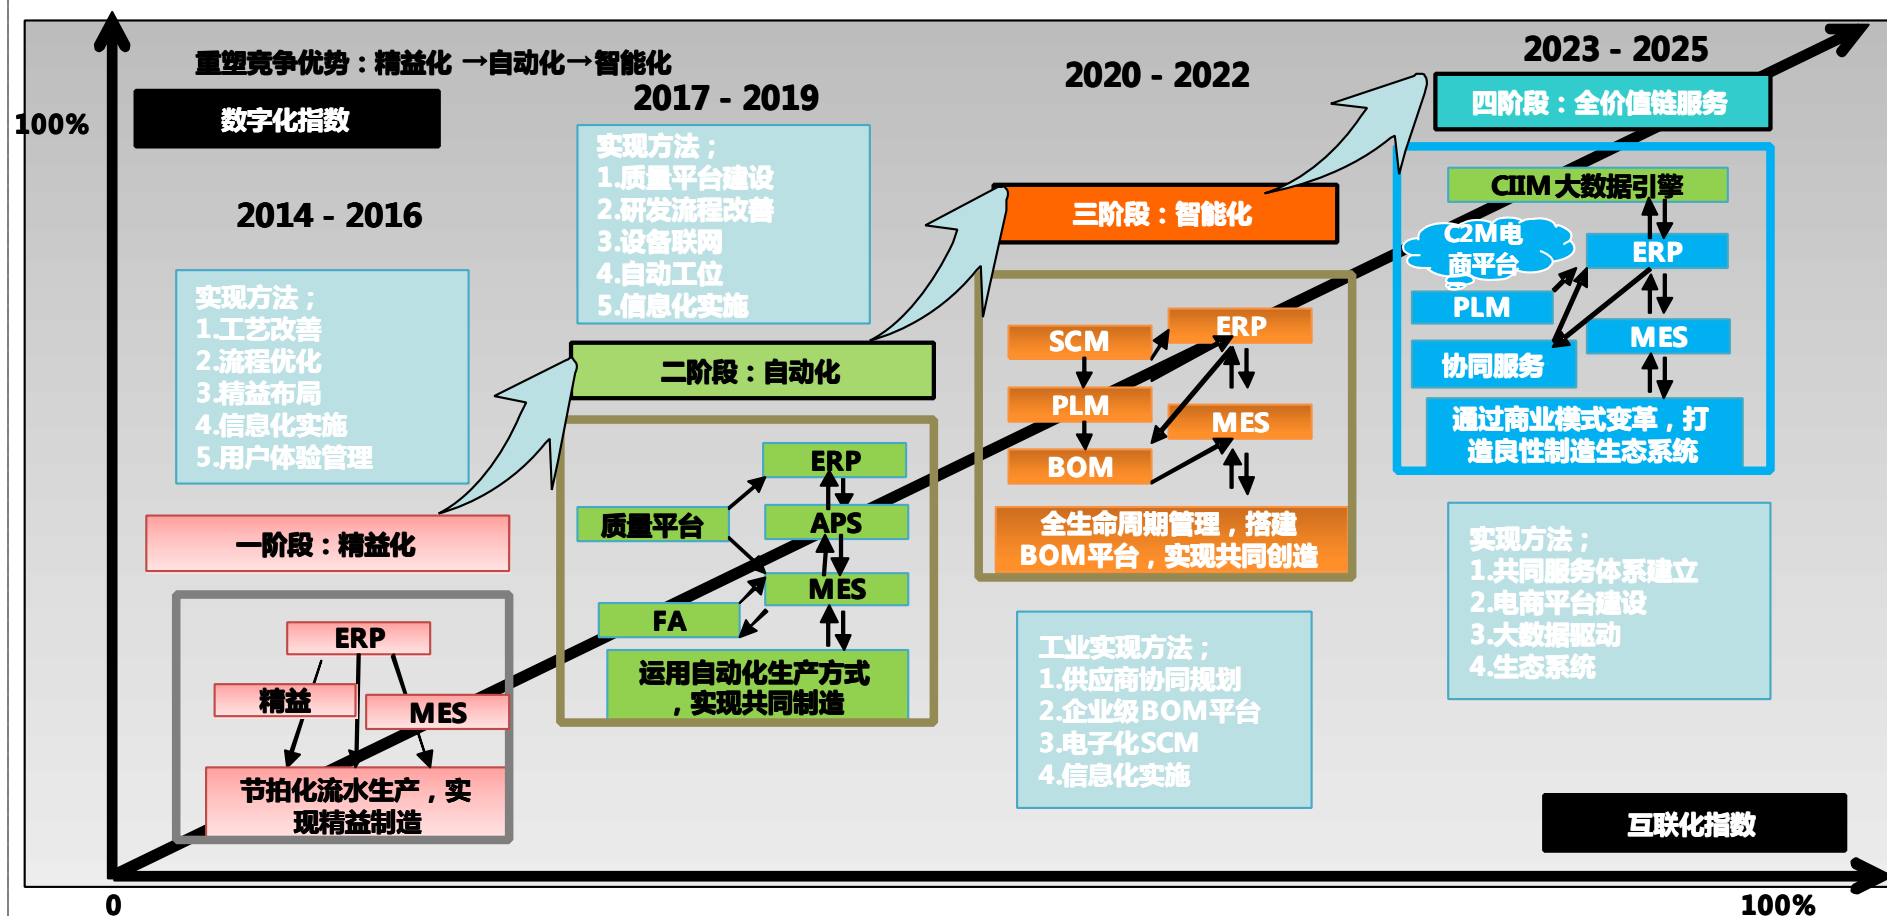 重塑竞争优势：精益化 →自动化→智能化
数字化指数
100%
2014 - 2016
实现方法；
1.工艺改善
2.流程优化
3.精益布局
4.信息化实施
5.用户体验管理
一阶段：精益化
ERP
精益
MES
节拍化流水生产，实
现精益制造
2017 - 2019
实现方法；
1.质量平台建设
2.研发流程改善
3.设备联网
4.自动工位
5.信息化实施
二阶段：自动化
ERP
质量平台
APS
MES
FA
运用自动化生产方式
，实现共同制造
2020 - 2022
三阶段：智能化
SCM
ERP
PLM
MES
BOM
全生命周期管理，搭建
BOM平台，实现共同创造
工业实现方法；
1.供应商协同规划
2.企业级BOM平台
3.电子化SCM
4.信息化实施
2023 - 2025
四阶段：全价值链服务
CIIM大数据引擎
C2M电
商平台
ERP
PLM
MES
协同服务
通过商业模式变革，打
造良性制造生态系统
实现方法；
1.共同服务体系建立
2.电商平台建设
3.大数据驱动
4.生态系统
互联化指数
0
100%